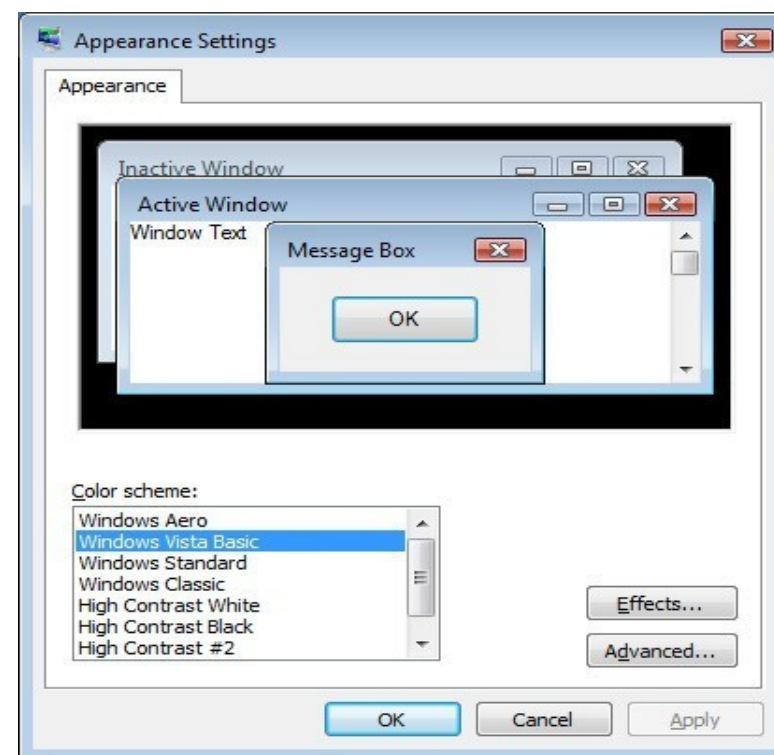 Appearance Settings
Appearance
Inactive Window
Active Window
Window Text
Message Box
OK
Color scheme:
Windows Aero
Windows Vista Basic
Windows Standard
Windows Classic
High Contrast White
High Contrast Black
High Contrast #2
Effects...
Advanced...
OK Cancel Apply